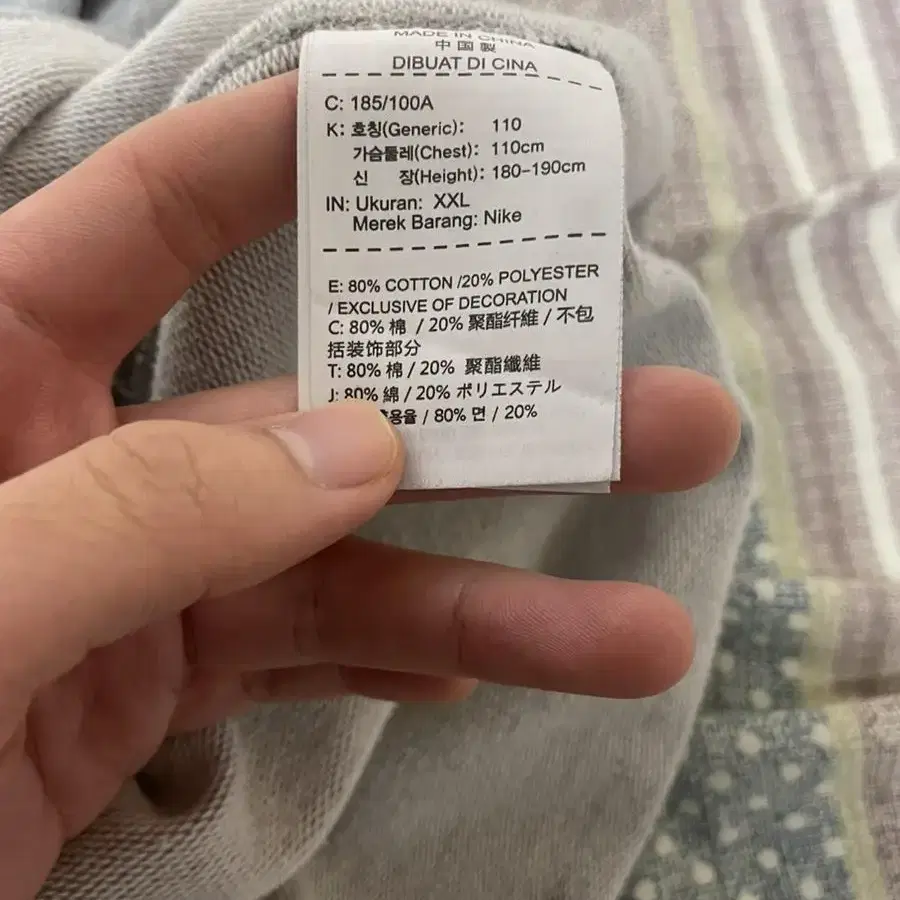 MADE IN CHINA
中国製
DIBUAT DI CINA
C: 185/100A
K: 호칭(Generic): 110
가슴둘레(Chest): 110cm
신 장(Height): 180-190cm
IN: Ukuran: XXL
Merek Barang: Nike
E: 80% COTTON /20% POLYESTER
/ EXCLUSIVE OF DECORATION
C: 80% 棉 / 20% 聚酯纤维 / 不包
括装饰部分
T: 80% 棉 / 20% 聚酯纖維
J: 80% 綿 / 20% ポリエステル
용율 / 80% 면 / 20%